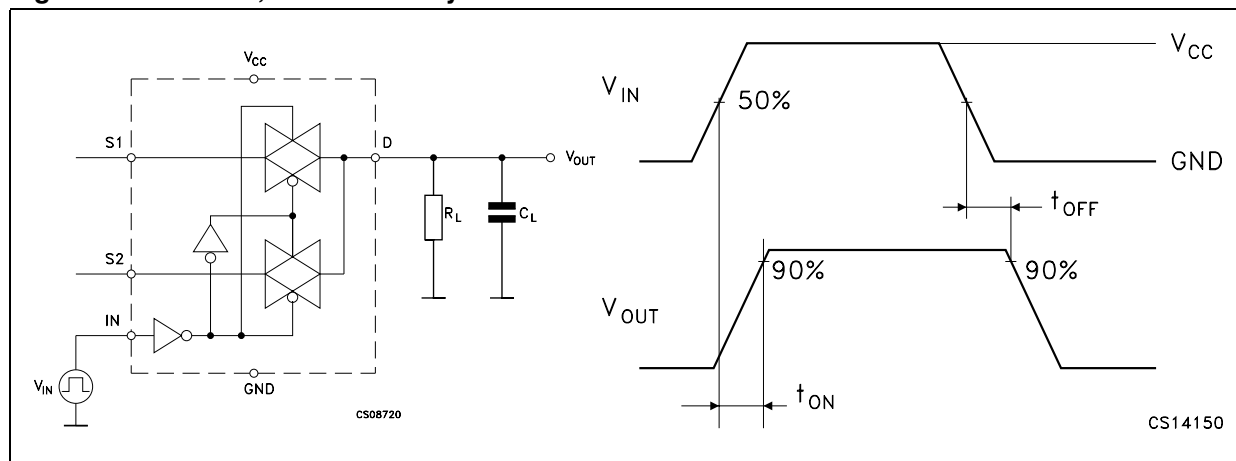 V_CC
S1
D
V_OUT
R_L
C_L
S2
IN
V_IN
GND
CS08720
V_IN
50%
V_CC
GND
t_OFF
90%
90%
V_OUT
t_ON
CS14150